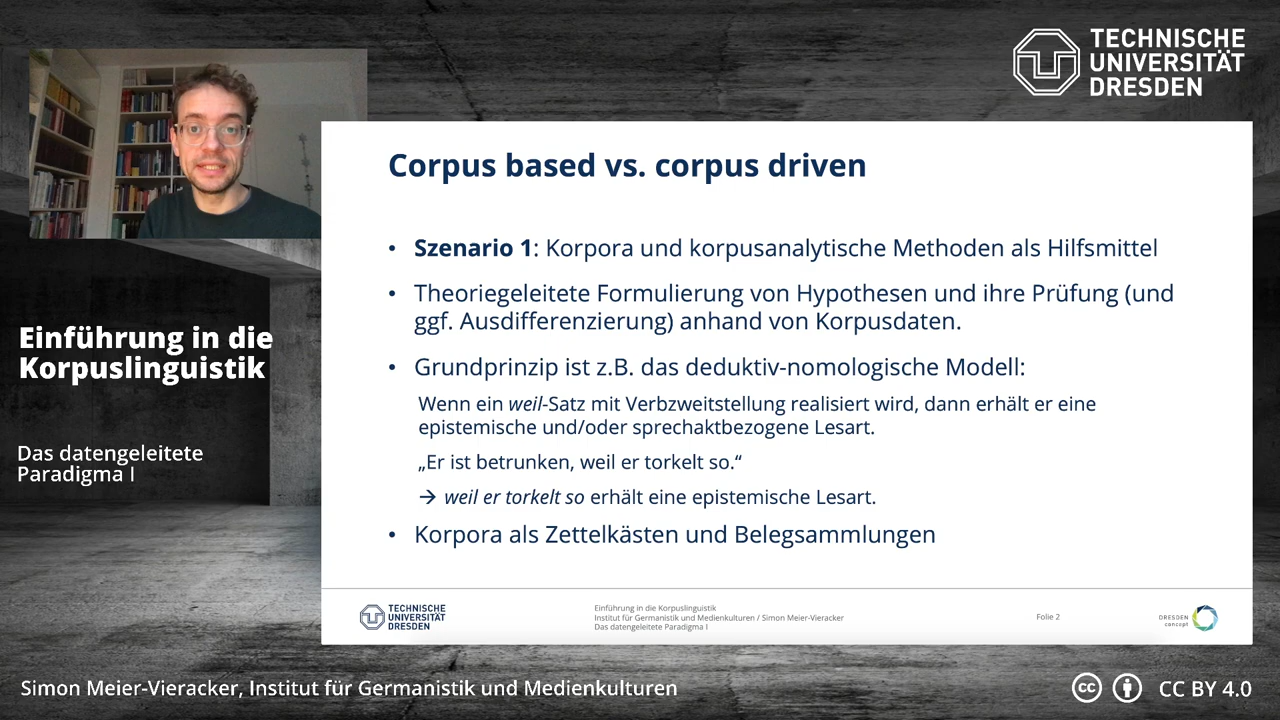 TECHNISCHE
UNIVERSITÄT
DRESDEN
Corpus based vs. corpus driven
• Szenario 1: Korpora und korpusanalytische Methoden als Hilfsmittel
• Theoriegeleitete Formulierung von Hypothesen und ihre Prüfung (und
ggf. Ausdifferenzierung) anhand von Korpusdaten.
• Grundprinzip ist z.B. das deduktiv-nomologische Modell:
Wenn ein weil-Satz mit Verbzweitstellung realisiert wird, dann erhält er eine
epistemische und/oder sprechaktbezogene Lesart.
„Er ist betrunken, weil er torkelt so.“
→ weil er torkelt so erhält eine epistemische Lesart.
• Korpora als Zettelkästen und Belegsammlungen
TECHNISCHE
UNIVERSITÄT
DRESDEN
Einführung in die Korpuslinguistik
Institut für Germanistik und Medienkulturen / Simon Meier-Vieracker
Das datengeleitete Paradigma I
Folie 2
DRESDEN
concept
Einführung in die
Korpuslinguistik
Das datengeleitete
Paradigma I
Simon Meier-Vieracker, Institut für Germanistik und Medienkulturen
cc
CC BY 4.0